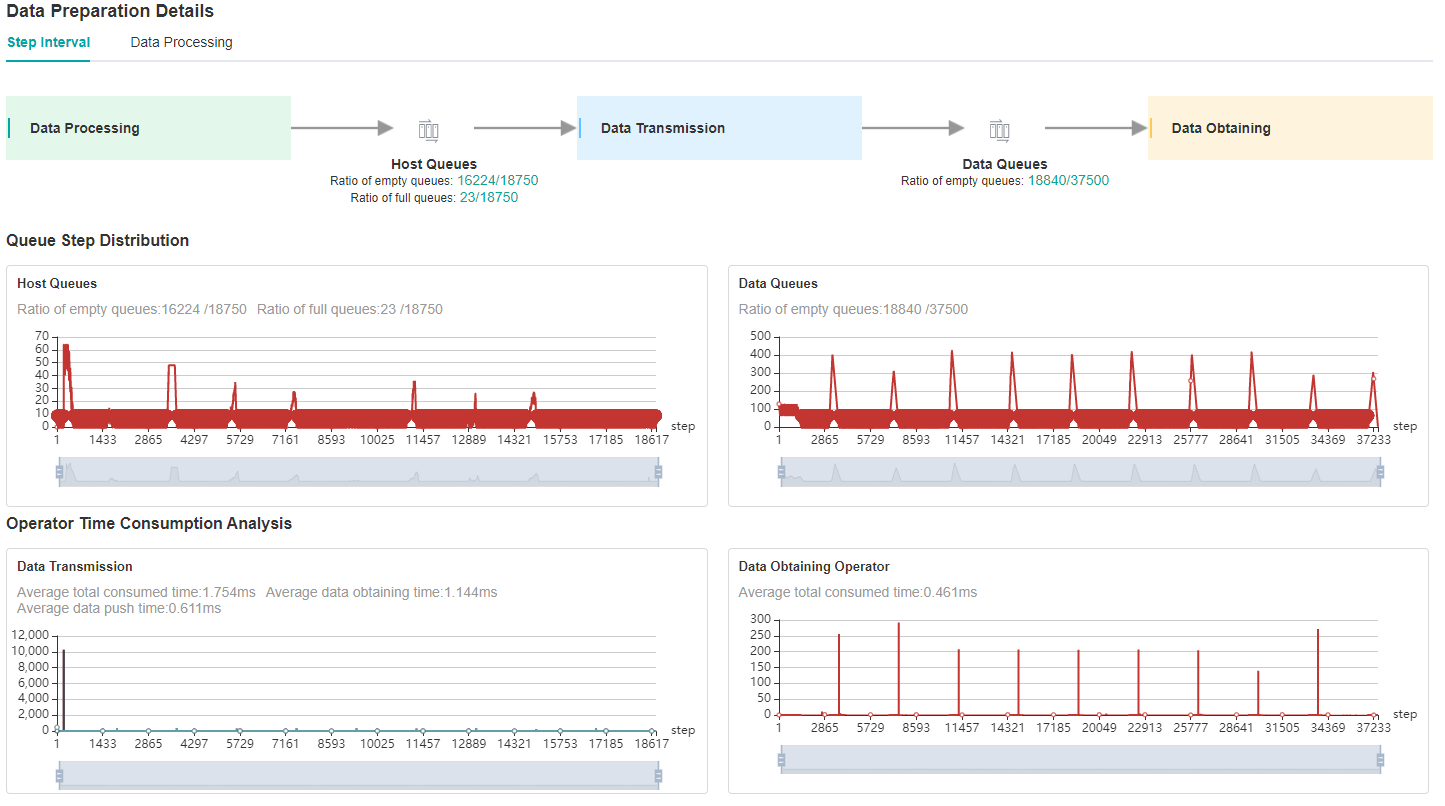 Data Preparation Details
Step Interval Data Processing
Data Processing Data Transmission Data Obtaining
Host Queues Data Queues
Ratio of empty queues: 16224/18750 Ratio of empty queues: 18840/37500
Ratio of full queues: 23/18750
Queue Step Distribution
Host Queues
Ratio of empty queues:16224 /18750 Ratio of full queues:23 /18750
70
60
50
40
30
20
10
0
1 1433 2865 4297 5729 7161 8593 10025 11457 12889 14321 15753 17185 18617 step
Data Queues
Ratio of empty queues:18840 /37500
500
400
300
200
100
0
1 2865 5729 8593 11457 14321 17185 20049 22913 25777 28641 31505 34369 37233 step
Operator Time Consumption Analysis
Data Transmission
Average total consumed time:1.754ms Average data obtaining time:1.144ms
Average data push time:0.611ms
12,000
10,000
8,000
6,000
4,000
2,000
0
1 1433 2865 4297 5729 7161 8593 10025 11457 12889 14321 15753 17185 18617 step
Data Obtaining Operator
Average total consumed time:0.461ms
300
250
200
150
100
50
0
1 2865 5729 8593 11457 14321 17185 20049 22913 25777 28641 31505 34369 37233 step